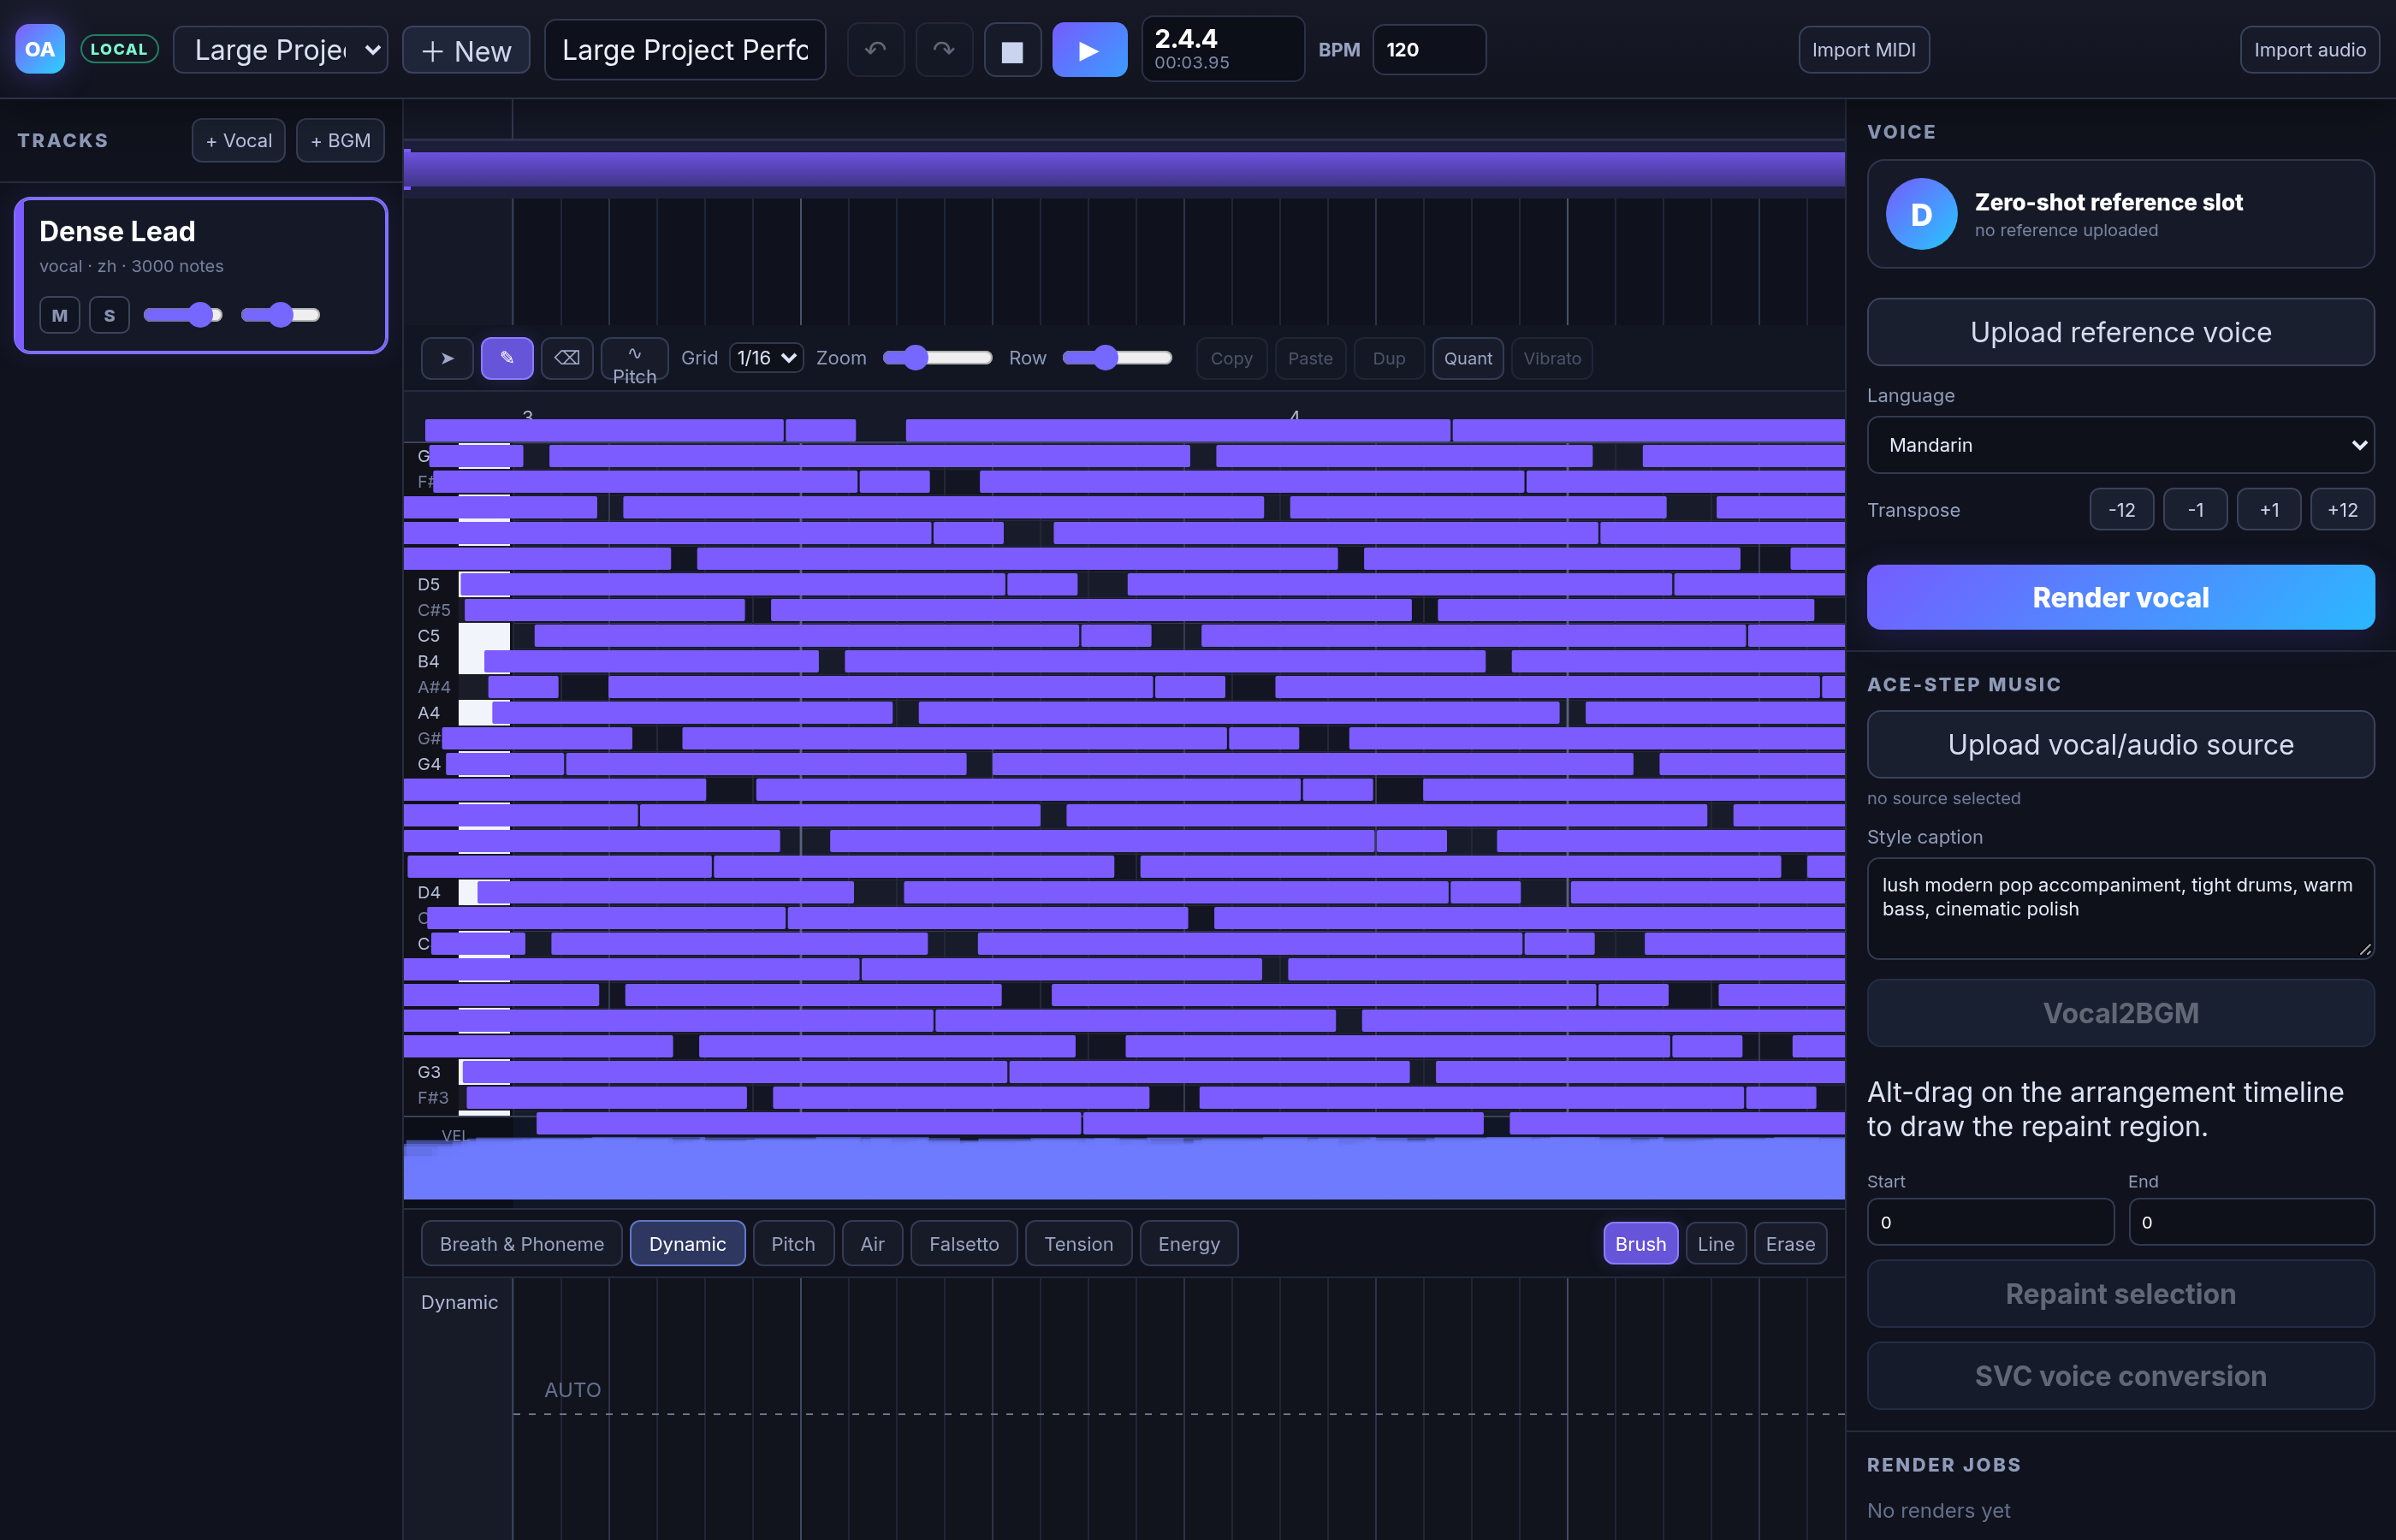 OA
LOCAL
Large Projec
+ New
Large Project Perfo
2.4.4
00:03.95
BPM
120
Import MIDI
Import audio
TRACKS
+ Vocal
+ BGM
Dense Lead
vocal · zh · 3000 notes
M
S
Pitch
Grid
1/16
Zoom
Row
Copy
Paste
Dup
Quant
Vibrato
3
4
G
F#
D5
C#5
C5
B4
A#4
A4
G#
G4
D4
C
C
G3
F#3
VEL
Breath & Phoneme
Dynamic
Pitch
Air
Falsetto
Tension
Energy
Brush
Line
Erase
Dynamic
AUTO
VOICE
D
Zero-shot reference slot
no reference uploaded
Upload reference voice
Language
Mandarin
Transpose
-12
-1
+1
+12
Render vocal
ACE-STEP MUSIC
Upload vocal/audio source
no source selected
Style caption
lush modern pop accompaniment, tight drums, warm
bass, cinematic polish
Vocal2BGM
Alt-drag on the arrangement timeline
to draw the repaint region.
Start
End
0
0
Repaint selection
SVC voice conversion
RENDER JOBS
No renders yet